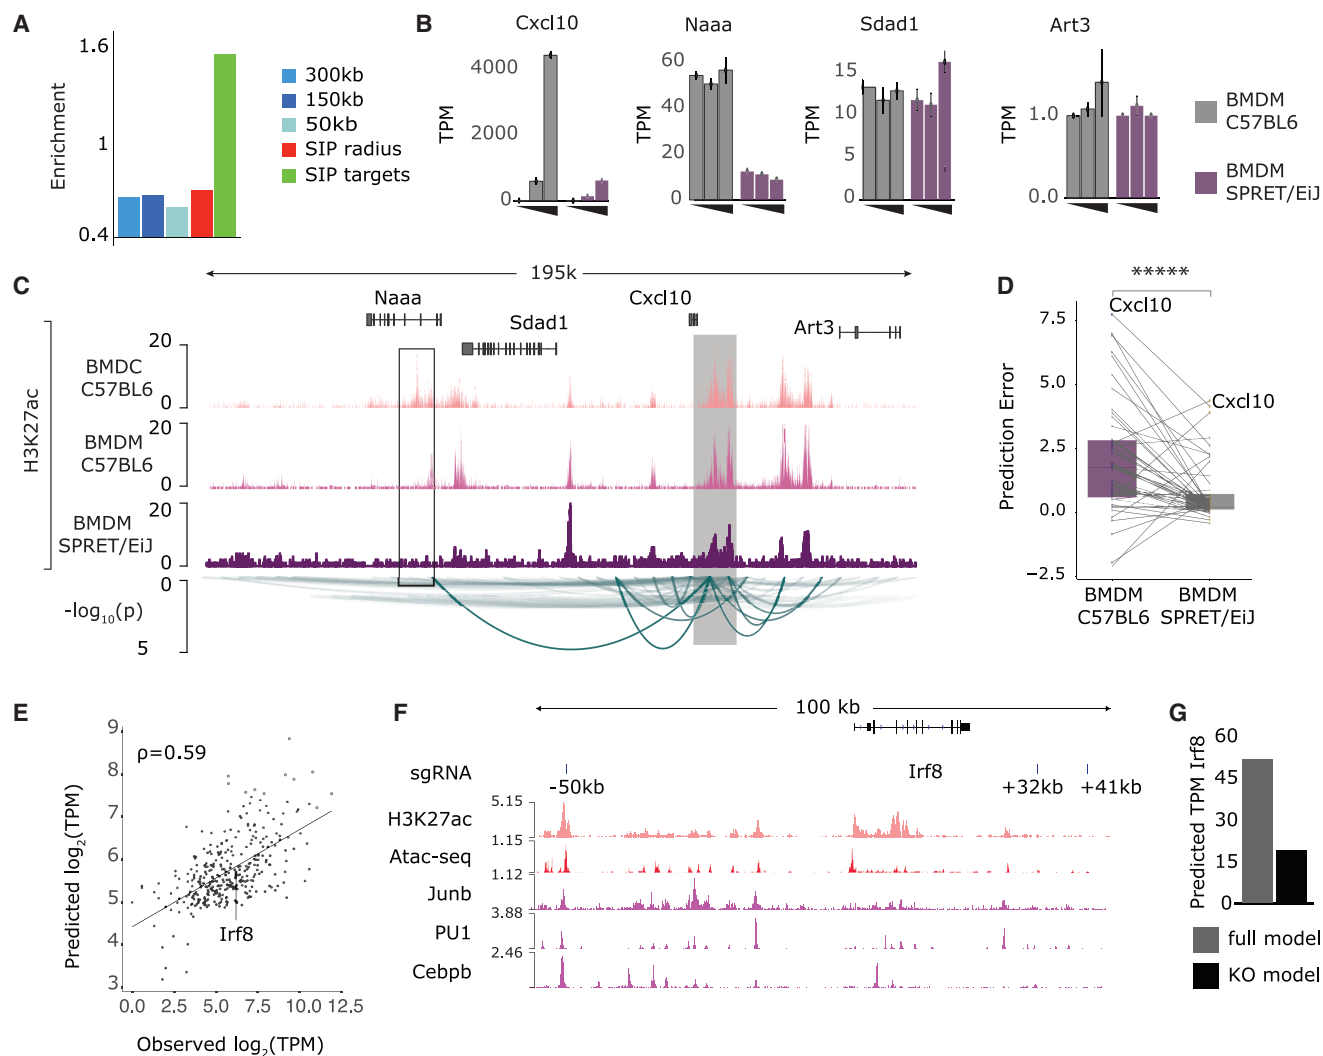 A
1.6
1
0.4
Enrichment
300kb
150kb
50kb
SIP radius
SIP targets
B
Cxcl10
TPM
4000
2000
0
Naaa
TPM
60
40
20
0
Sdad1
TPM
15
10
5
0
Art3
TPM
1.0
0.0
BMDM
C57BL6
BMDM
SPRET/EiJ
C
195k
Naaa
Sdad1
Cxcl10
Art3
H3K27ac
BMDC
C57BL6
20
0
BMDM
C57BL6
20
0
BMDM
SPRET/EiJ
20
0
-log10(p)
0
5
D
*****
Cxcl10
Cxcl10
Prediction Error
7.5
5.0
2.5
0.0
−2.5
BMDM
C57BL6
BMDM
SPRET/EiJ
E
ρ=0.59
Predicted log2(TPM)
9
8
7
6
5
4
3
Irf8
0.0 2.5 5.0 7.5 10.0 12.5
Observed log2(TPM)
F
100 kb
sgRNA
-50kb
Irf8
+32kb
+41kb
H3K27ac
5.15
Atac-seq
1.15
Junb
1.12
PU1
3.88
Cebpb
2.46
G
Predicted TPM Irf8
60
45
30
15
0
full model
KO model